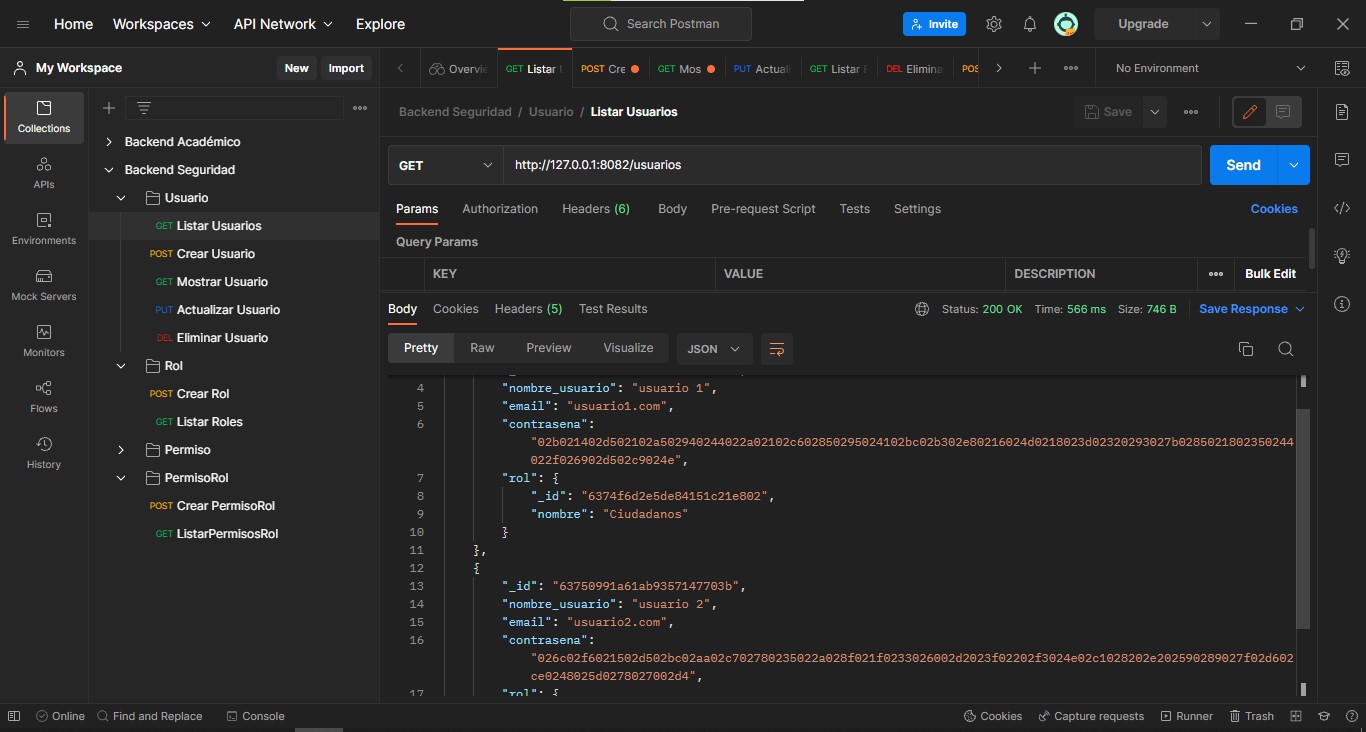 Home Workspaces API Network Explore Search Postman Invite Upgrade
My Workspace New Import Overvie GET Listar POST Cre GET Mos PUT Actuali GET Listar DEL Elimina POS No Environment
Collections
APIs
Environments
Mock Servers
Monitors
Flows
History
Backend Académico
Backend Seguridad
Usuario
GET Listar Usuarios
POST Crear Usuario
GET Mostrar Usuario
PUT Actualizar Usuario
DEL Eliminar Usuario
Rol
POST Crear Rol
GET Listar Roles
Permiso
PermisoRol
POST Crear PermisoRol
GET ListarPermisosRol
Backend Seguridad / Usuario / Listar Usuarios Save
GET http://127.0.0.1:8082/usuarios Send
Params Authorization Headers (6) Body Pre-request Script Tests Settings Cookies
Query Params
KEY VALUE DESCRIPTION Bulk Edit
Body Cookies Headers (5) Test Results Status: 200 OK Time: 566 ms Size: 746 B Save Response
Pretty Raw Preview Visualize JSON
4 "nombre_usuario": "usuario 1",
5 "email": "usuario1.com",
6 "contrasena":
"02b021402d502102a502940244022a02102c602850295024102bc02b302e80216024d0218023d02320293027b0285021802350244
022f026902d502c9024e",
7 "rol": {
8 "_id": "6374f6d2e5de84151c21e802",
9 "nombre": "Ciudadanos"
10 }
11 },
12 {
13 "_id": "63750991a61ab9357147703b",
14 "nombre_usuario": "usuario 2",
15 "email": "usuario2.com",
16 "contrasena":
"026c02f6021502d502bc02aa02c702780235022a028f021f0233026002d2023f02202f3024e02c1028202e202590289027f02d602
ce0248025d0278027002d4",
17 "rol": {
Online Find and Replace Console Cookies Capture requests Runner Trash